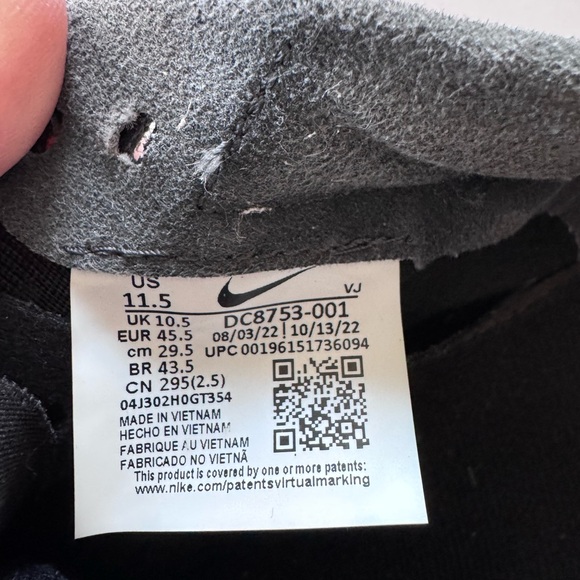 US
11.5
VJ
UK 10.5
DC8753-001
EUR 45.5
08/03/22 | 10/13/22
cm 29.5
UPC 00196151736094
BR 43.5
CN 295(2.5)
04J302H0GT354
MADE IN VIETNAM
HECHO EN VIETNAM
FABRIQUE AU VIETNAM
FABRICADO NO VIETNÃ
This product is covered by one or more patents:
www.nike.com/patentsvirtualmarking